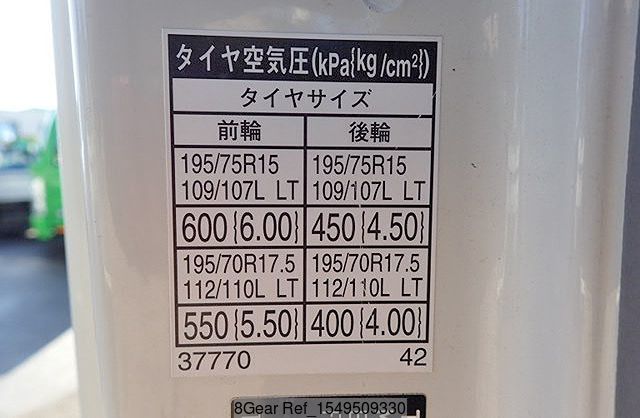 タイヤ空気圧(kPa{kg/cm²})
タイヤサイズ
前輪 後輪
195/75R15 195/75R15
109/107L LT 109/107L LT
600{6.00} 450{4.50}
195/70R17.5 195/70R17.5
112/110L LT 112/110L LT
550{5.50} 400{4.00}
37770 42
8Gear Ref_1549509330